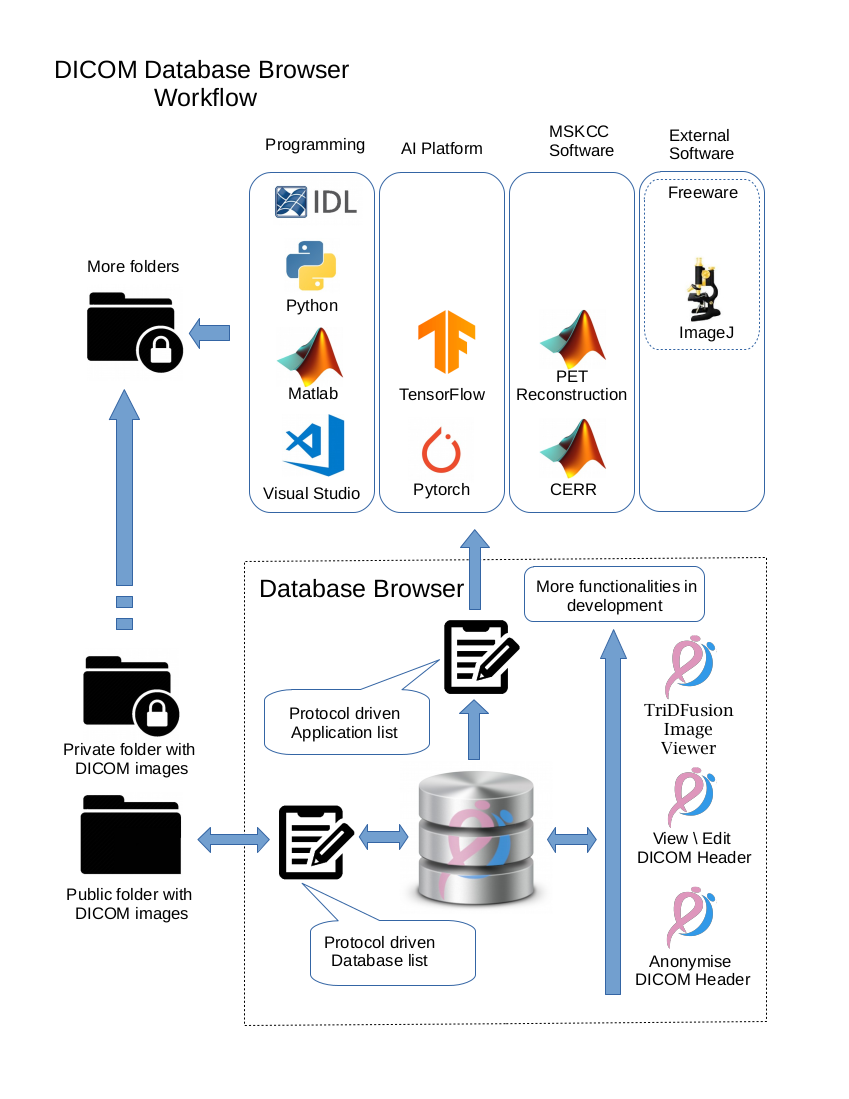 DICOM Database Browser
Workflow
Programming
AI Platform
MSKCC
Software
External
Software
IDL
Python
Matlab
Visual Studio
TensorFlow
Pytorch
PET
Reconstruction
CERR
Freeware
ImageJ
More folders
Database Browser
More functionalities in
development
Protocol driven
Application list
TriDFusion
Image
Viewer
Private folder with
DICOM images
View \ Edit
DICOM Header
Public folder with
DICOM images
Protocol driven
Database list
Anonymise
DICOM Header